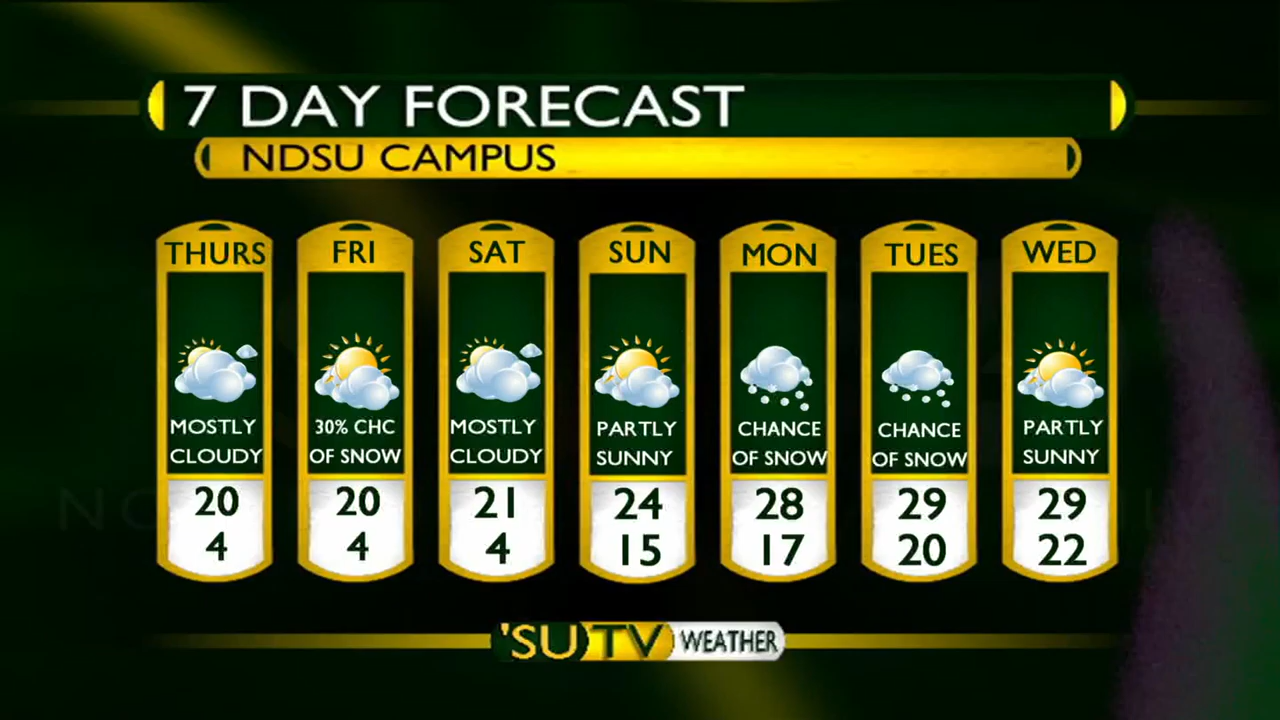 7 DAY FORECAST
NDSU CAMPUS
THURS
MOSTLY
CLOUDY
20
4
FRI
30% CHC
OF SNOW
20
4
SAT
MOSTLY
CLOUDY
21
4
SUN
PARTLY
SUNNY
24
15
MON
CHANCE
OF SNOW
28
17
TUES
CHANCE
OF SNOW
29
20
WED
PARTLY
SUNNY
29
22
'SU TV WEATHER